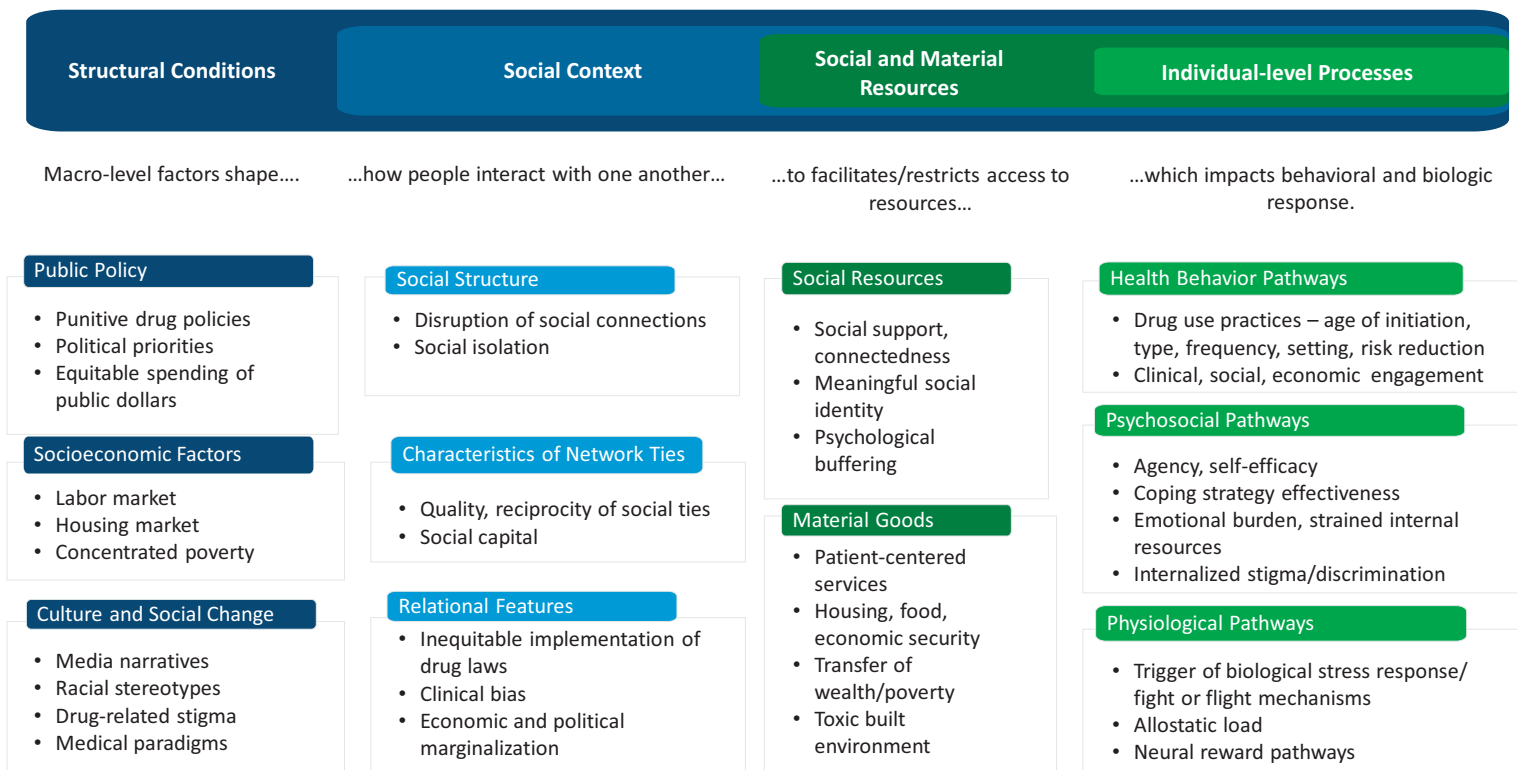 Structural Conditions
Social Context
Social and Material
Resources
Individual-level Processes
Macro-level factors shape....
...how people interact with one another...
...to facilitates/restricts access to
resources...
...which impacts behavioral and biologic
response.
Public Policy
• Punitive drug policies
• Political priorities
• Equitable spending of
public dollars
Socioeconomic Factors
• Labor market
• Housing market
• Concentrated poverty
Culture and Social Change
• Media narratives
• Racial stereotypes
• Drug-related stigma
• Medical paradigms
Social Structure
• Disruption of social connections
• Social isolation
Characteristics of Network Ties
• Quality, reciprocity of social ties
• Social capital
Relational Features
• Inequitable implementation of
drug laws
• Clinical bias
• Economic and political
marginalization
Social Resources
• Social support,
connectedness
• Meaningful social
identity
• Psychological
buffering
Material Goods
• Patient-centered
services
• Housing, food,
economic security
• Transfer of
wealth/poverty
• Toxic built
environment
Health Behavior Pathways
• Drug use practices – age of initiation,
type, frequency, setting, risk reduction
• Clinical, social, economic engagement
Psychosocial Pathways
• Agency, self-efficacy
• Coping strategy effectiveness
• Emotional burden, strained internal
resources
• Internalized stigma/discrimination
Physiological Pathways
• Trigger of biological stress response/
fight or flight mechanisms
• Allostatic load
• Neural reward pathways